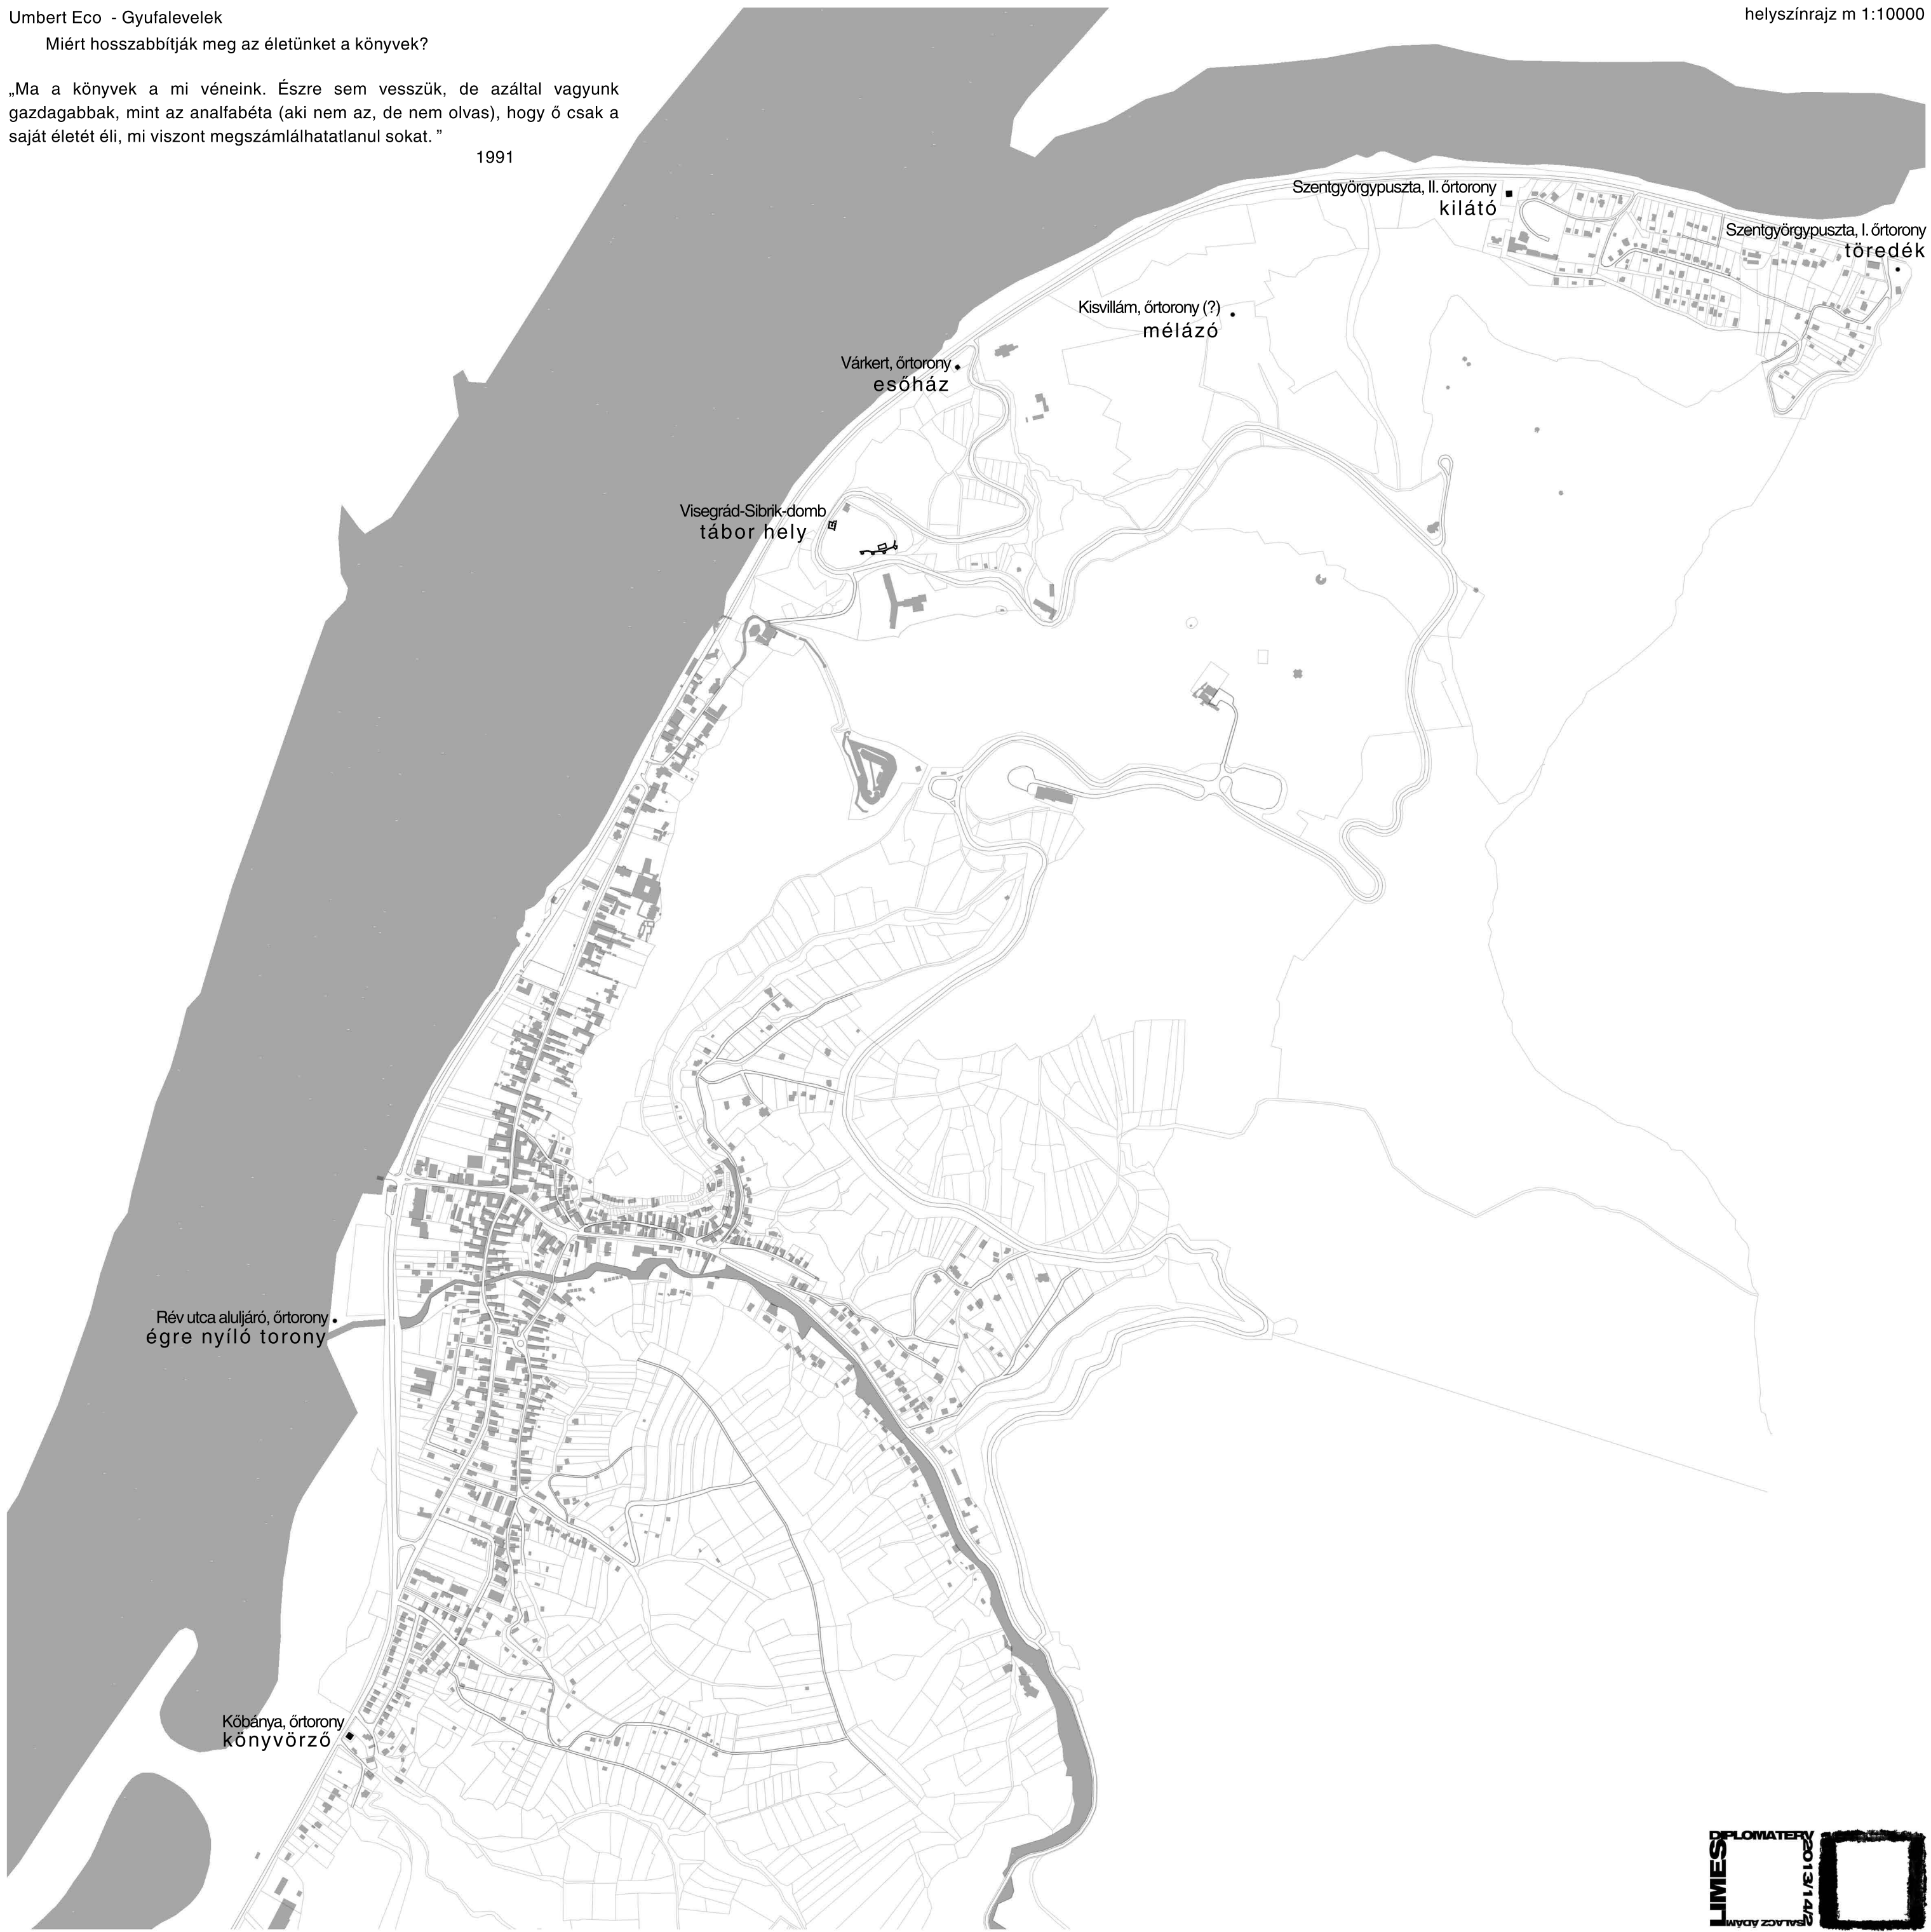 Umbert Eco - Gyufalevelek
Miért hosszabbítják meg az életünket a könyvek?
„Ma a könyvek a mi véneink. Észre sem vesszük, de azáltal vagyunk
gazdagabbak, mint az analfabéta (aki nem az, de nem olvas), hogy ő csak a
saját életét éli, mi viszont megszámlálhatatlanul sokat. ”
1991
helyszínrajz m 1:10000
Szentgyörgypuszta, II. őrtorony
kilátó
Szentgyörgypuszta, I. őrtorony
töredék
Kisvillám, őrtorony (?)
mélázó
Várkert, őrtorony
esőház
Visegrád-Sibrik-domb
tábor hely
Rév utca aluljáró, őrtorony
égre nyíló torony
Kőbánya, őrtorony
könyvörző
DIPLOMATERV
2013/14/2
SALACZ ÁDÁM
LIMES